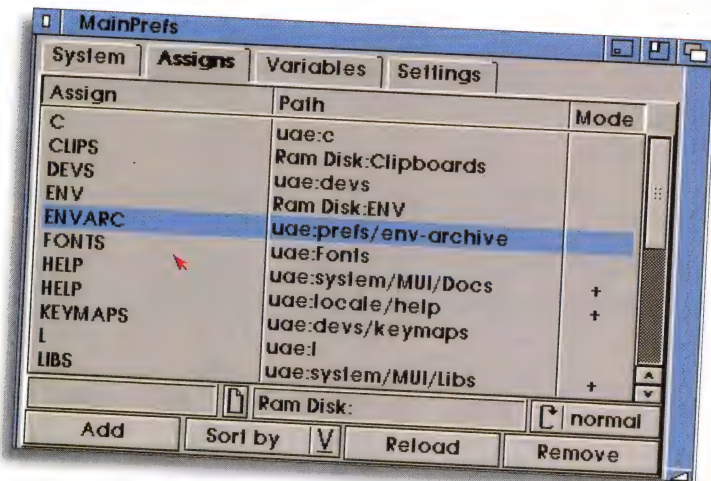 MainPrefs
System Assigns Variables Settings
Assign Path Mode
C uae:c
CLIPS Ram Disk:Clipboards
DEVS uae:devs
ENV Ram Disk:ENV
ENVARC uae:prefs/env-archive
FONTS uae:Fonts
HELP uae:system/MUI/Docs +
HELP uae:locale/help +
KEYMAPS uae:devs/keymaps
L uae:l
LIBS uae:system/MUI/Libs +
Ram Disk: normal
Add Sort by Reload Remove